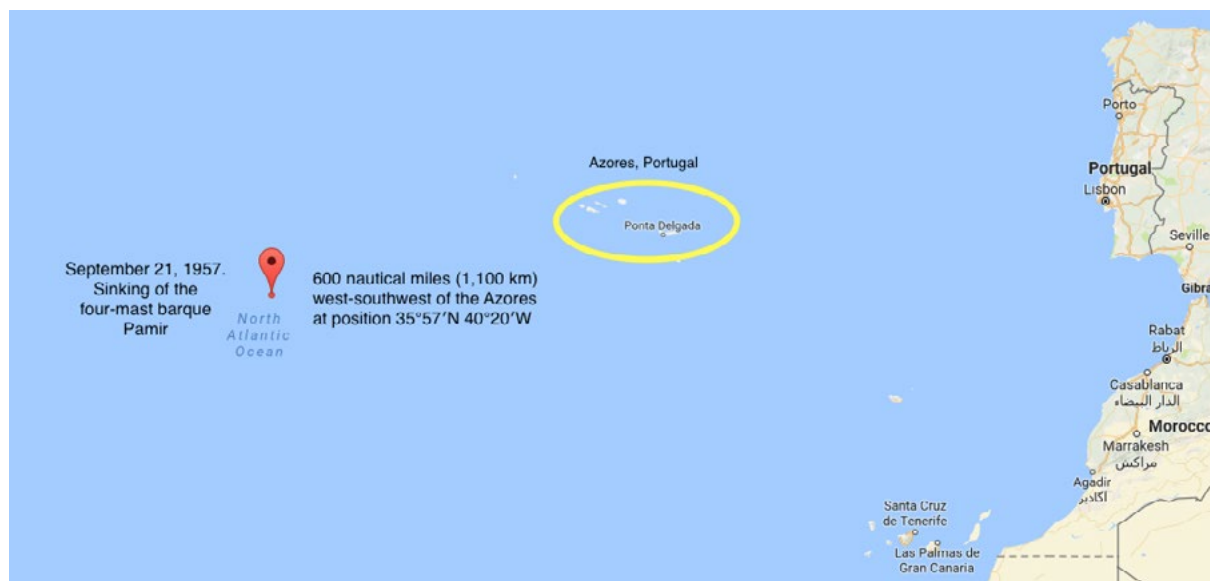 Azores, Portugal
Ponta Delgada
September 21, 1957.
Sinking of the
four-mast barque
Pamir
600 nautical miles (1,100 km)
west-southwest of the Azores
at position 35°57′N 40°20′W
North
Atlantic
Ocean
Porto
Portugal
Lisbon
Seville
Gibra
Rabat
الرباط
Casablanca
الدار البيضاء
Morocco
Marrakesh
مراكش
Agadir
أكادير
Santa Cruz
de Tenerife
Las Palmas de
Gran Canaria